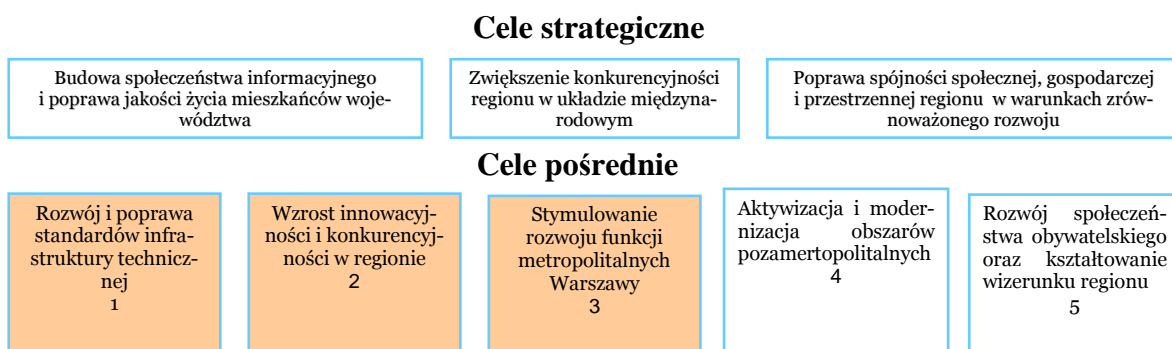 Cele strategiczne
Budowa społeczeństwa informacyjnego
i poprawa jakości życia mieszkańców woje-
wództwa
Zwiększenie konkurencyjności
regionu w układzie międzyna-
rodowym
Poprawa spójności społecznej, gospodarczej
i przestrzennej regionu w warunkach zrów-
noważonego rozwoju
Cele pośrednie
Rozwój i poprawa
standardów infra-
struktury technicz-
nej
1
Wzrost innowacyj-
ności i konkurencyj-
ności w regionie
2
Stymulowanie
rozwoju funkcji
metropolitalnych
Warszawy
3
Aktywizacja i moder-
nizacja obszarów
pozamertopolitalnych
4
Rozwój społeczeń-
stwa obywatelskiego
oraz kształtowanie
wizerunku regionu
5